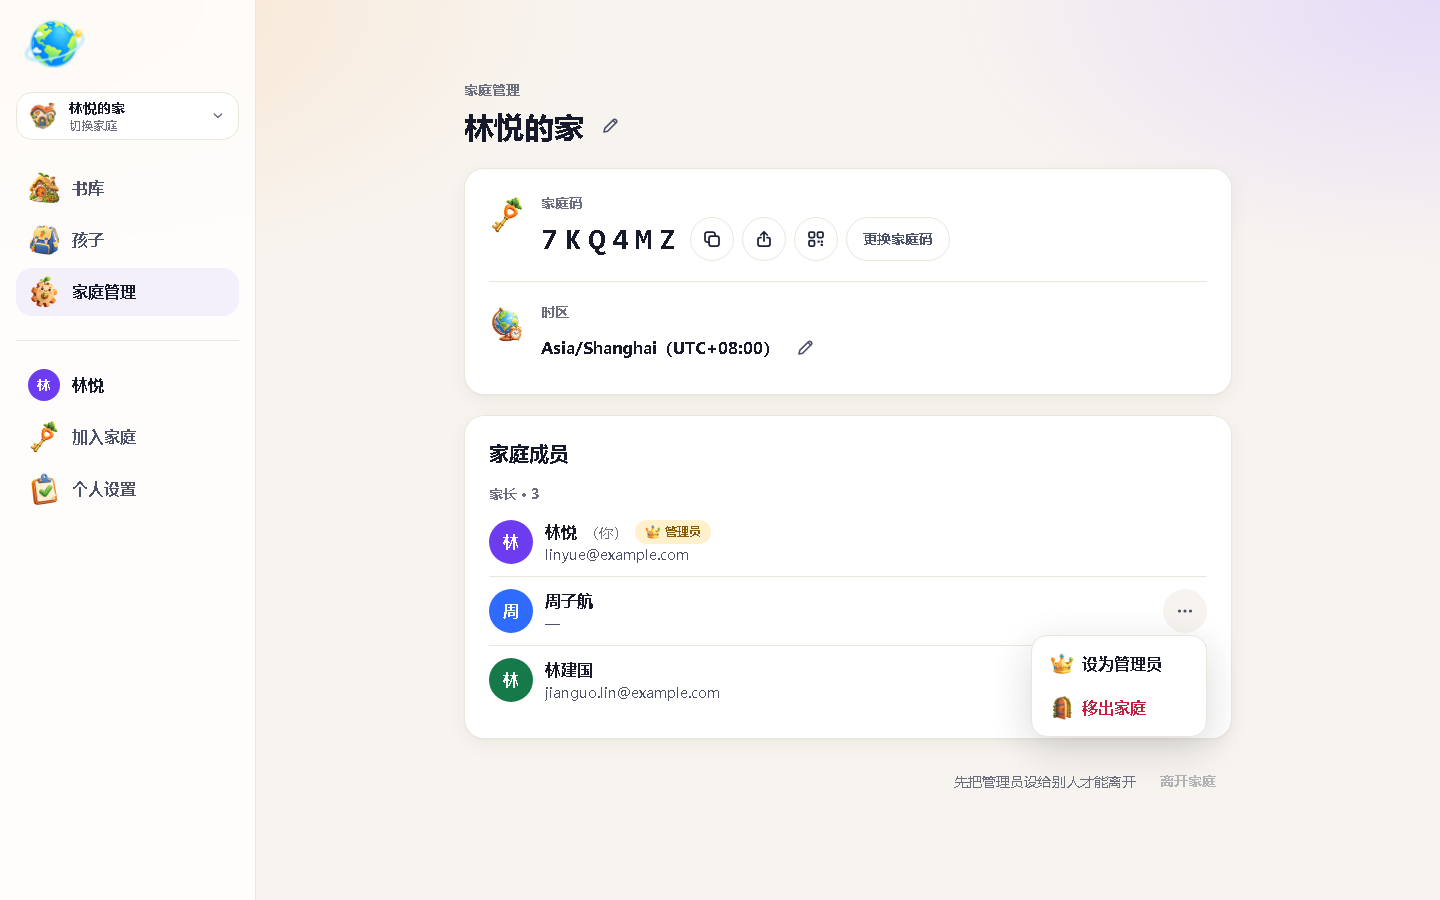 林悦的家
切换家庭
书库
孩子
家庭管理
林 林悦
加入家庭
个人设置
家庭管理
林悦的家
家庭码
7KQ4MZ 更换家庭码
时区
Asia/Shanghai（UTC+08:00）
家庭成员
家长 • 3
林 林悦 （你） 管理员
linyue@example.com
周 周子航
—
林 林建国
jianguo.lin@example.com
设为管理员
移出家庭
先把管理员设给别人才能离开 离开家庭